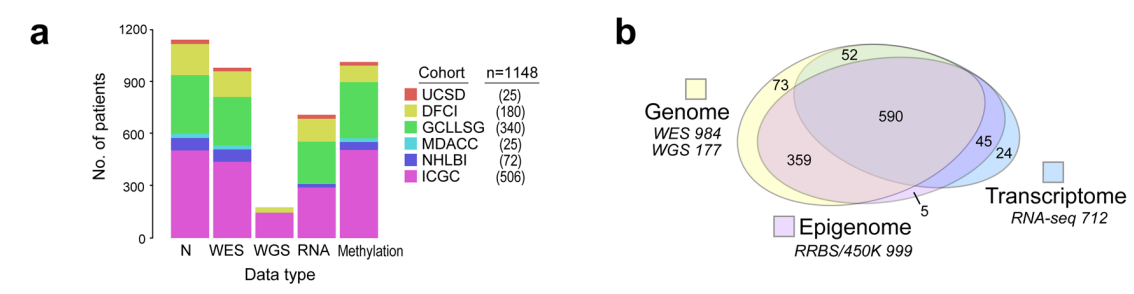 a
1200
900
600
300
0
No. of patients
N WES WGS RNA Methylation
Data type
Cohort n=1148
UCSD (25)
DFCI (180)
GCLLSG (340)
MDACC (25)
NHLBI (72)
ICGC (506)
b
Genome
WES 984
WGS 177
52
73
590
359
45
24
5
Transcriptome
RNA-seq 712
Epigenome
RRBS/450K 999